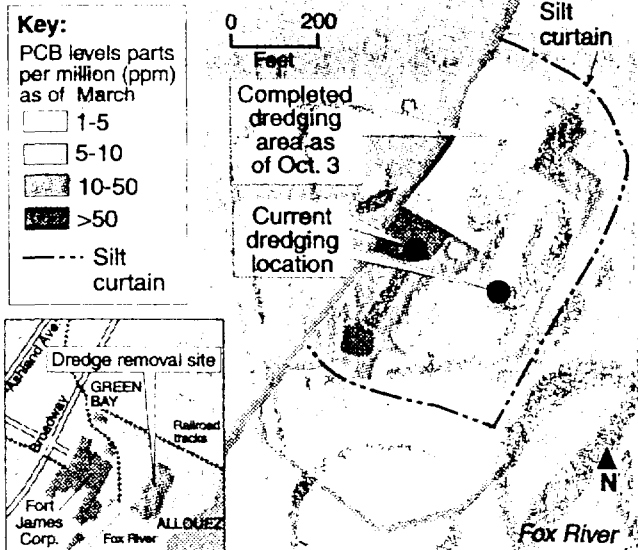 Key:
PCB levels parts
per million (ppm)
as of March
1-5
5-10
10-50
>50
Silt
curtain
0 200
Feet
Silt
curtain
Completed
dredging
area as
of Oct. 3
Current
dredging
location
N
Fox River
Dredge removal site
Ashland Ave.
Broadway
GREEN
BAY
Railroad
tracks
Fort
James
Corp.
Fox River
ALLOUEZ